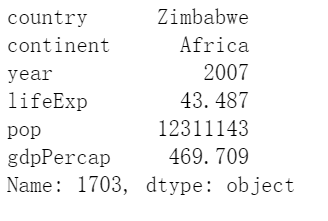 country Zimbabwe
continent Africa
year 2007
lifeExp 43.487
pop 12311143
gdpPercap 469.709
Name: 1703, dtype: object